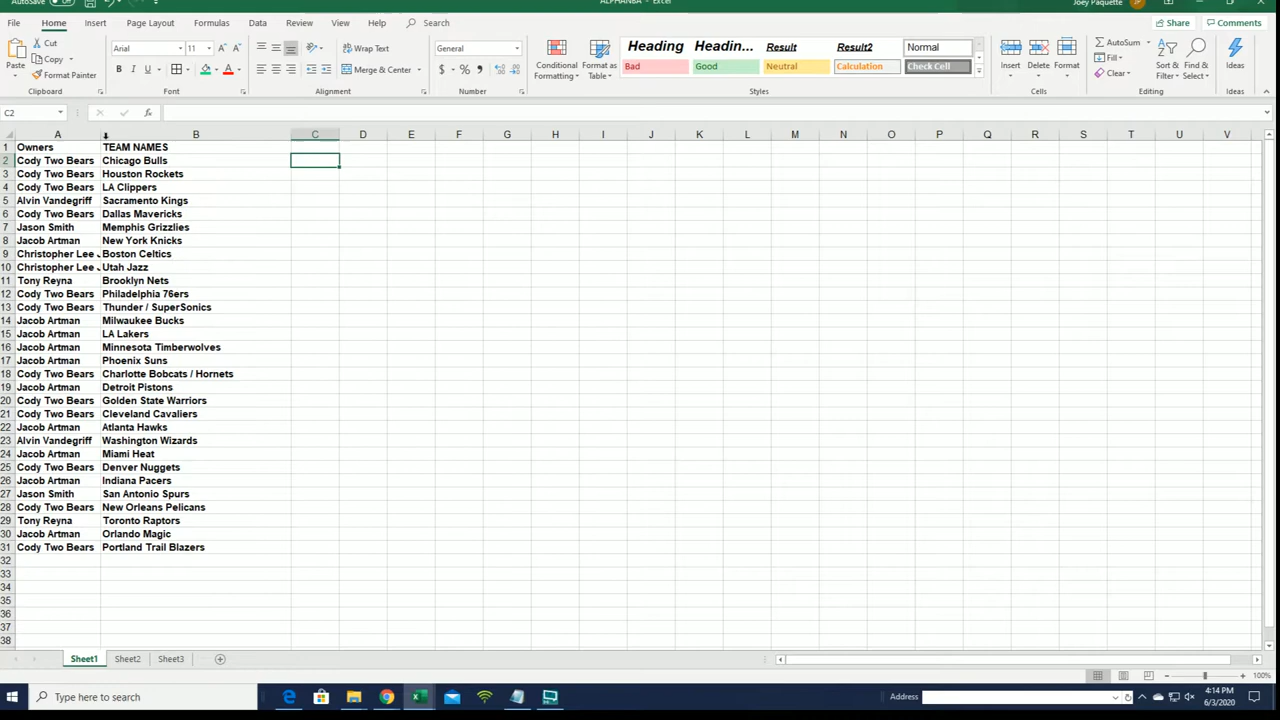 AutoSave Off ALPHANBA - Excel Joey Paquette JP
File Home Insert Page Layout Formulas Data Review View Help Search Share Comments
Paste Cut Copy Format Painter Clipboard
Arial 11 A A B I U A Font
Wrap Text Merge & Center Alignment
General $ % , Number
Conditional Formatting Format as Table
Heading Headin... Result Result2 Normal
Bad Good Neutral Calculation Check Cell
Styles
Insert Delete Format Cells
AutoSum Fill Clear Sort & Filter Find & Select Editing
Ideas Ideas
C2 fx
A B C D E F G H I J K L M N O P Q R S T U V
1 Owners TEAM NAMES
2 Cody Two Bears Chicago Bulls
3 Cody Two Bears Houston Rockets
4 Cody Two Bears LA Clippers
5 Alvin Vandegriff Sacramento Kings
6 Cody Two Bears Dallas Mavericks
7 Jason Smith Memphis Grizzlies
8 Jacob Artman New York Knicks
9 Christopher Lee Boston Celtics
10 Christopher Lee Utah Jazz
11 Tony Reyna Brooklyn Nets
12 Cody Two Bears Philadelphia 76ers
13 Cody Two Bears Thunder / SuperSonics
14 Jacob Artman Milwaukee Bucks
15 Jacob Artman LA Lakers
16 Jacob Artman Minnesota Timberwolves
17 Jacob Artman Phoenix Suns
18 Cody Two Bears Charlotte Bobcats / Hornets
19 Jacob Artman Detroit Pistons
20 Cody Two Bears Golden State Warriors
21 Cody Two Bears Cleveland Cavaliers
22 Jacob Artman Atlanta Hawks
23 Alvin Vandegriff Washington Wizards
24 Jacob Artman Miami Heat
25 Cody Two Bears Denver Nuggets
26 Jacob Artman Indiana Pacers
27 Jason Smith San Antonio Spurs
28 Cody Two Bears New Orleans Pelicans
29 Tony Reyna Toronto Raptors
30 Jacob Artman Orlando Magic
31 Cody Two Bears Portland Trail Blazers
32
33
34
35
36
37
38
Sheet1 Sheet2 Sheet3
100%
Type here to search Address 4:14 PM
6/3/2020